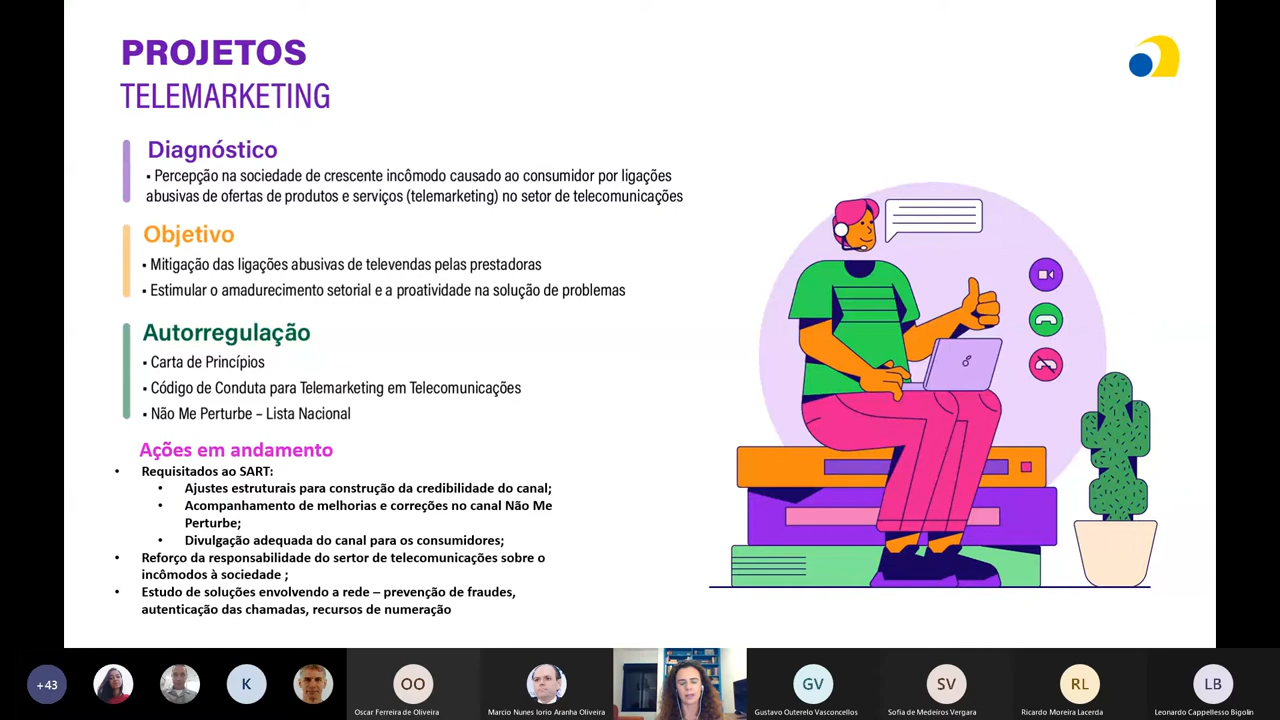 PROJETOS
TELEMARKETING
Diagnóstico
▪ Percepção na sociedade de crescente incômodo causado ao consumidor por ligações
abusivas de ofertas de produtos e serviços (telemarketing) no setor de telecomunicações
Objetivo
▪ Mitigação das ligações abusivas de televendas pelas prestadoras
▪ Estimular o amadurecimento setorial e a proatividade na solução de problemas
Autorregulação
▪ Carta de Princípios
▪ Código de Conduta para Telemarketing em Telecomunicações
▪ Não Me Perturbe – Lista Nacional
Ações em andamento
• Requisitados ao SART:
• Ajustes estruturais para construção da credibilidade do canal;
• Acompanhamento de melhorias e correções no canal Não Me
Perturbe;
• Divulgação adequada do canal para os consumidores;
• Reforço da responsabilidade do sertor de telecomunicações sobre o
incômodos à sociedade ;
• Estudo de soluções envolvendo a rede – prevenção de fraudes,
autenticação das chamadas, recursos de numeração
+43
K
OO
GV
SV
RL
LB
Oscar Ferreira de Oliveira
Marcio Nunes Iorio Aranha Oliveira
Gustavo Outerelo Vasconcellos
Sofia de Medeiros Vergara
Ricardo Moreira Lacerda
Leonardo Cappellesso Bigolin